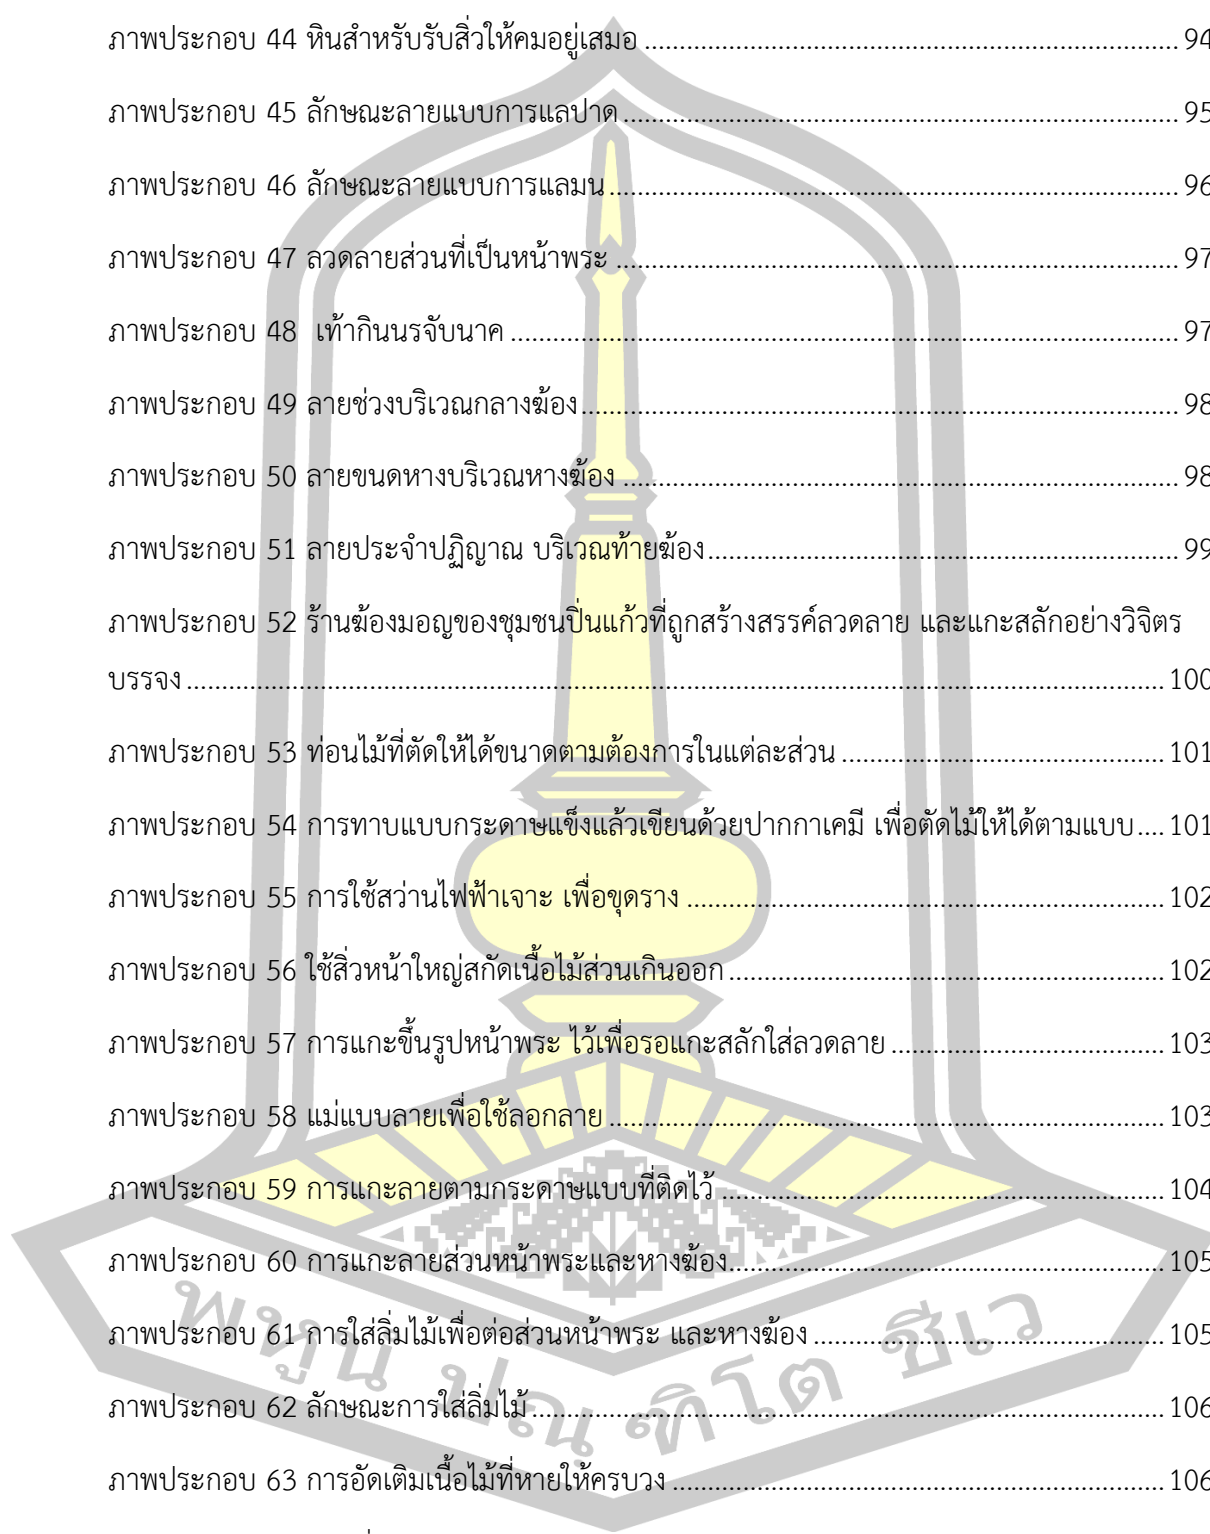 ภาพประกอบ 44 หินสำหรับรับสิ่วให้คมอยู่เสมอ ........ 94
ภาพประกอบ 45 ลักษณะลายแบบการแลปาด ........ 95
ภาพประกอบ 46 ลักษณะลายแบบการแลมน ........ 96
ภาพประกอบ 47 ลวดลายส่วนที่เป็นหน้าพระ ........ 97
ภาพประกอบ 48 เท้ากินนรจับนาค ........ 97
ภาพประกอบ 49 ลายช่วงบริเวณกลางฆ้อง ........ 98
ภาพประกอบ 50 ลายขนดหางบริเวณหางฆ้อง ........ 98
ภาพประกอบ 51 ลายประจำปฏิญาณ บริเวณท้ายฆ้อง ........ 99
ภาพประกอบ 52 ร้านฆ้องมอญของชุมชนปิ่นแก้วที่ถูกสร้างสรรค์ลวดลาย และแกะสลักอย่างวิจิตร
บรรจง ........ 100
ภาพประกอบ 53 ท่อนไม้ที่ตัดให้ได้ขนาดตามต้องการในแต่ละส่วน ........ 101
ภาพประกอบ 54 การทาบแบบกระดาษแข็งแล้วเขียนด้วยปากกาเคมี เพื่อตัดไม้ให้ได้ตามแบบ .... 101
ภาพประกอบ 55 การใช้สว่านไฟฟ้าเจาะ เพื่อขุดราง ........ 102
ภาพประกอบ 56 ใช้สิ่วหน้าใหญ่สกัดเนื้อไม้ส่วนเกินออก ........ 102
ภาพประกอบ 57 การแกะขึ้นรูปหน้าพระ ไว้เพื่อรอแกะสลักใส่ลวดลาย ........ 103
ภาพประกอบ 58 แม่แบบลายเพื่อใช้ลอกลาย ........ 103
ภาพประกอบ 59 การแกะลายตามกระดาษแบบที่ติดไว้ ........ 104
ภาพประกอบ 60 การแกะลายส่วนหน้าพระและหางฆ้อง ........ 105
ภาพประกอบ 61 การใส่ลิ่มไม้เพื่อต่อส่วนหน้าพระ และหางฆ้อง ........ 105
ภาพประกอบ 62 ลักษณะการใส่ลิ่มไม้ ........ 106
ภาพประกอบ 63 การอัดเติมเนื้อไม้ที่หายให้ครบวง ........ 106
พหูน ปณฺฑิโต ชีเว